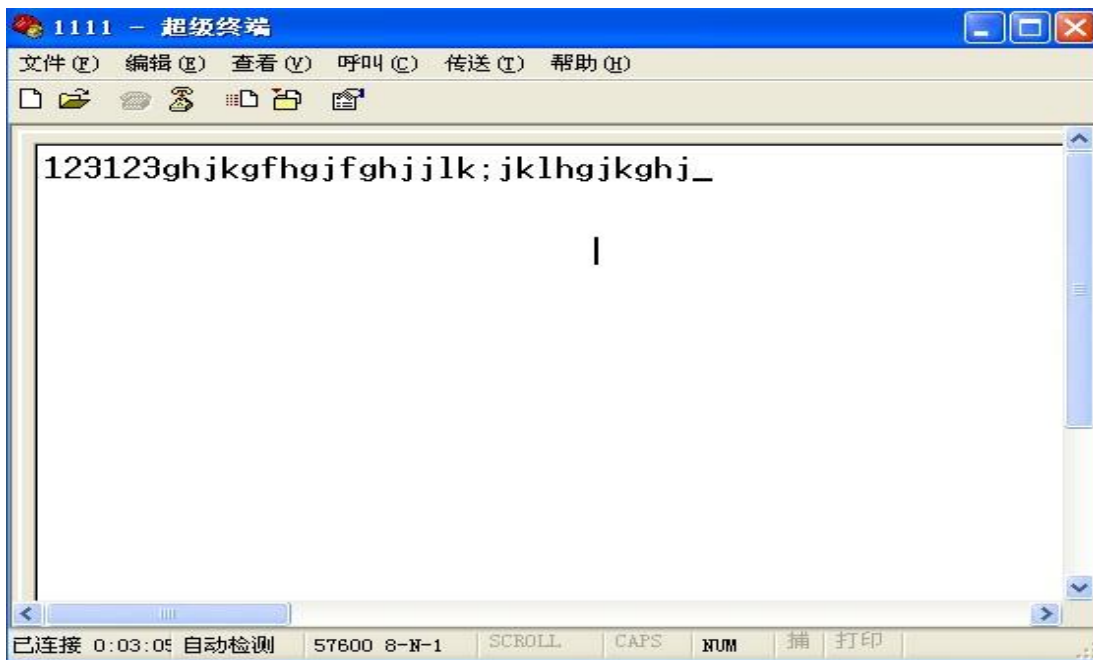 1111 - 超级终端
文件(F) 编辑(E) 查看(V) 呼叫(C) 传送(T) 帮助(H)
123123ghjkgfhgjfghjjlk;jklhgjkghj_
已连接 0:03:05 自动检测 57600 8-N-1 SCROLL CAPS NUM 捕 打印